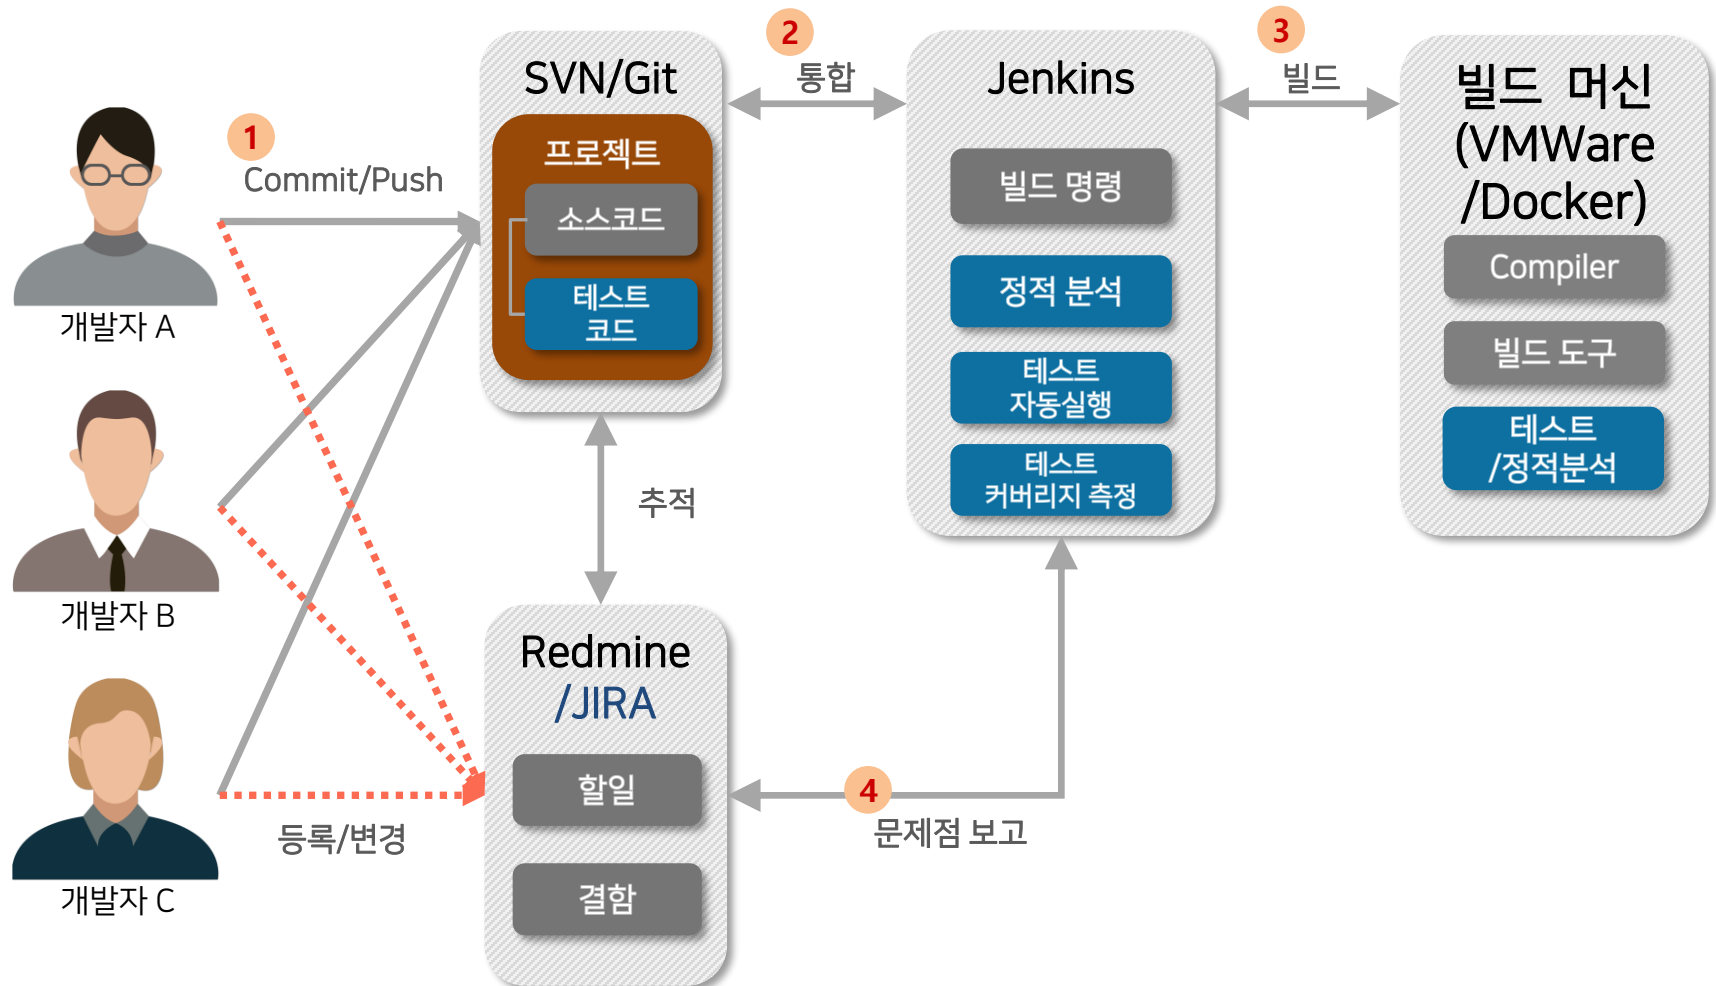 1
Commit/Push
개발자 A
개발자 B
개발자 C
등록/변경
SVN/Git
프로젝트
소스코드
테스트
코드
추적
Redmine
/JIRA
할일
결함
2
통합
Jenkins
빌드 명령
정적 분석
테스트
자동실행
테스트
커버리지 측정
4
문제점 보고
3
빌드
빌드 머신
(VMWare
/Docker)
Compiler
빌드 도구
테스트
/정적분석